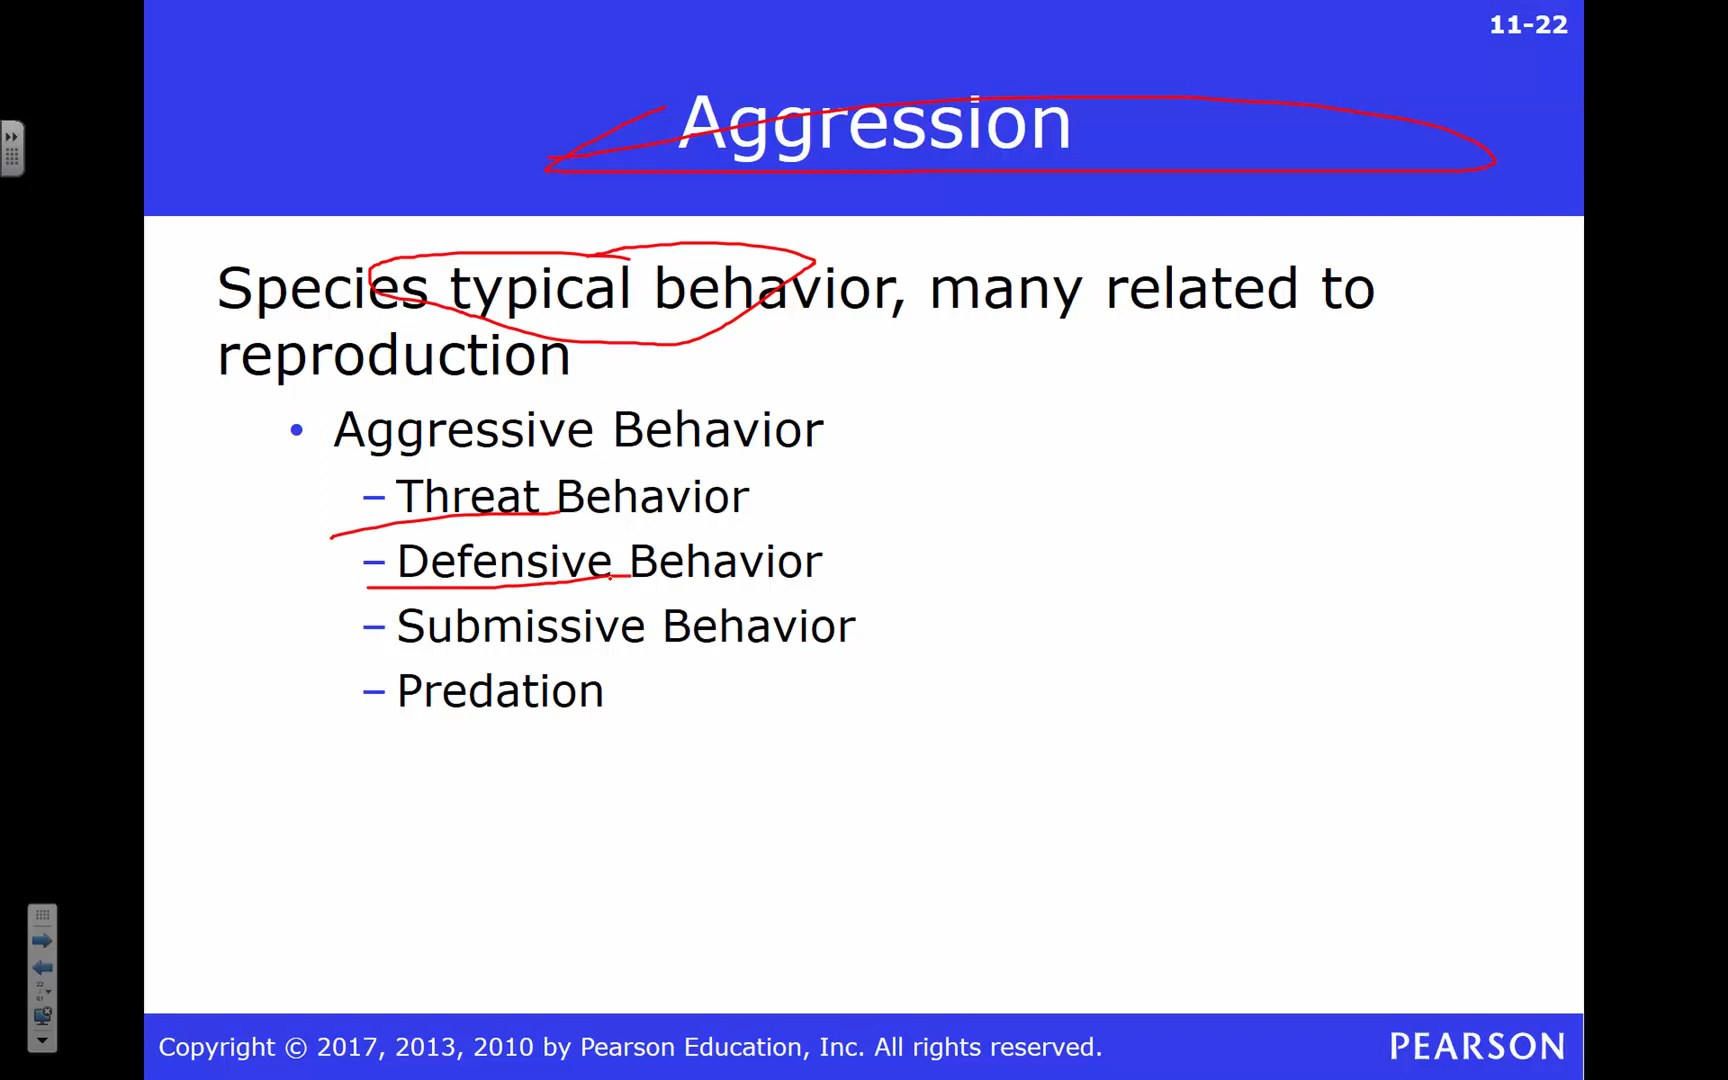 11-22
Aggression
Species typical behavior, many related to
reproduction
• Aggressive Behavior
– Threat Behavior
– Defensive Behavior
– Submissive Behavior
– Predation
Copyright © 2017, 2013, 2010 by Pearson Education, Inc. All rights reserved.
PEARSON